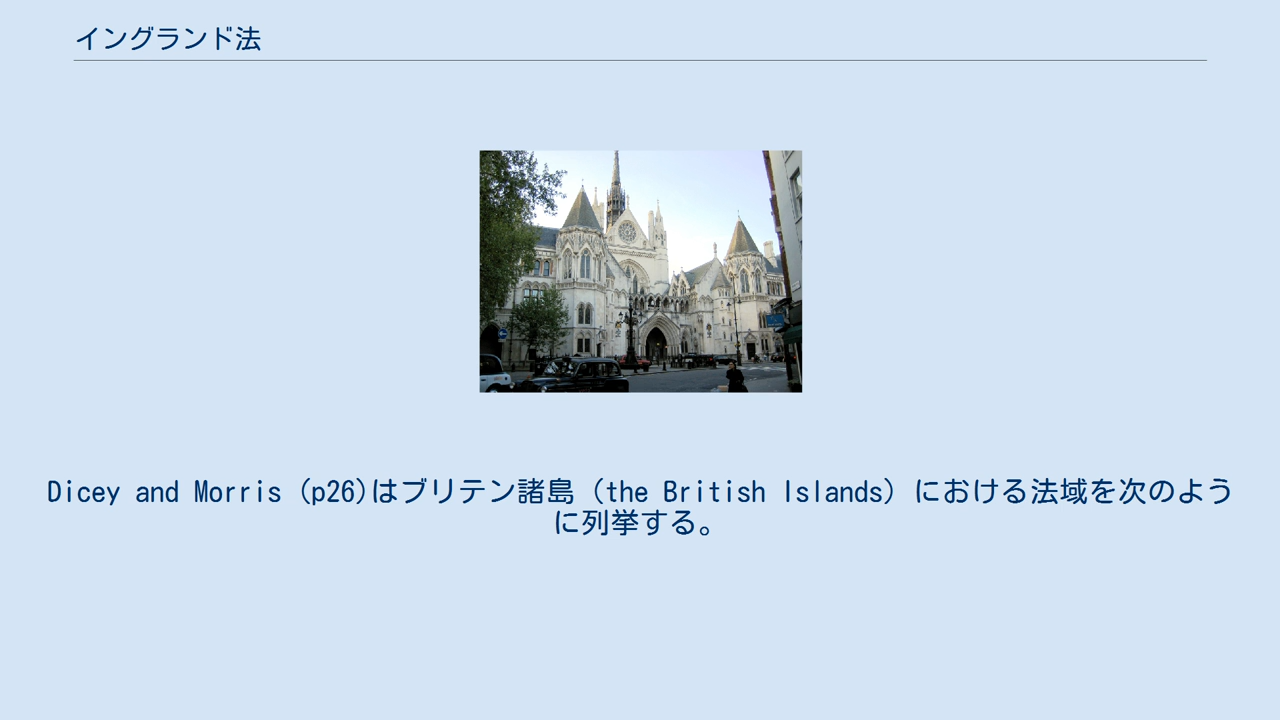 イングランド法
Dicey and Morris (p26)はブリテン諸島 (the British Islands) における法域を次のよう
に列挙する。